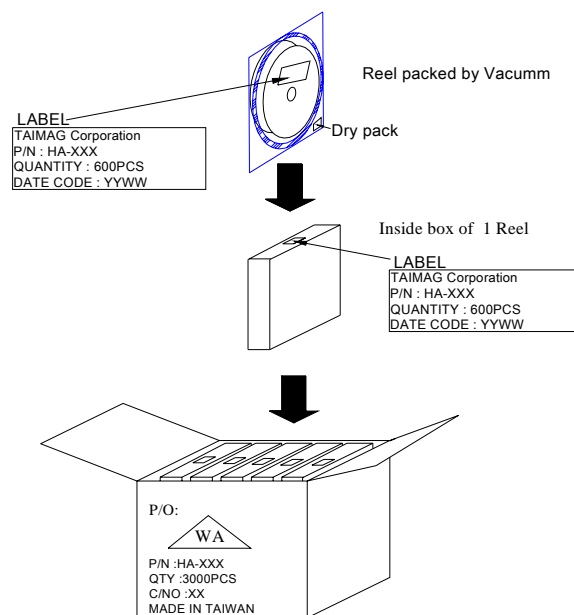 Reel packed by Vacumm
LABEL
TAIMAG Corporation
P/N : HA-XXX
QUANTITY : 600PCS
DATE CODE : YYWW
Dry pack
Inside box of 1 Reel
LABEL
TAIMAG Corporation
P/N : HA-XXX
QUANTITY : 600PCS
DATE CODE : YYWW
P/O:
WA
P/N :HA-XXX
QTY :3000PCS
C/NO :XX
MADE IN TAIWAN